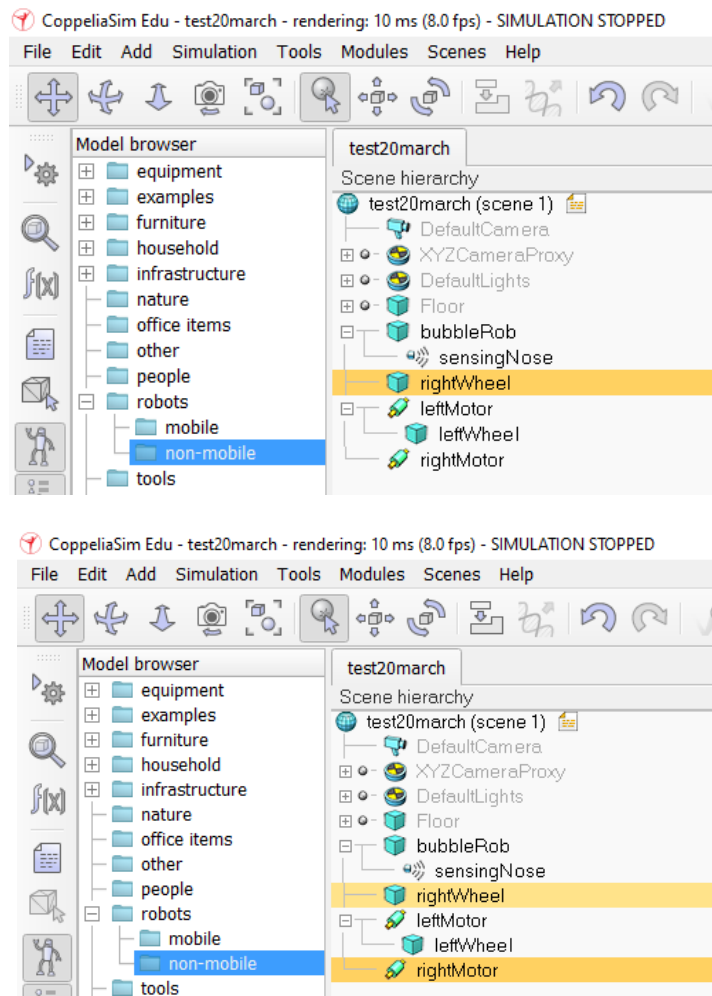 CoppeliaSim Edu - test20march - rendering: 10 ms (8.0 fps) - SIMULATION STOPPED
File Edit Add Simulation Tools Modules Scenes Help
Model browser
equipment
examples
furniture
household
infrastructure
nature
office items
other
people
robots
mobile
non-mobile
tools
f(x)
test20march
Scene hierarchy
test20march (scene 1)
DefaultCamera
XYZCameraProxy
DefaultLights
Floor
bubbleRob
sensingNose
rightWheel
leftMotor
leftWheel
rightMotor
CoppeliaSim Edu - test20march - rendering: 10 ms (8.0 fps) - SIMULATION STOPPED
File Edit Add Simulation Tools Modules Scenes Help
Model browser
equipment
examples
furniture
household
infrastructure
nature
office items
other
people
robots
mobile
non-mobile
tools
f(x)
test20march
Scene hierarchy
test20march (scene 1)
DefaultCamera
XYZCameraProxy
DefaultLights
Floor
bubbleRob
sensingNose
rightWheel
leftMotor
leftWheel
rightMotor